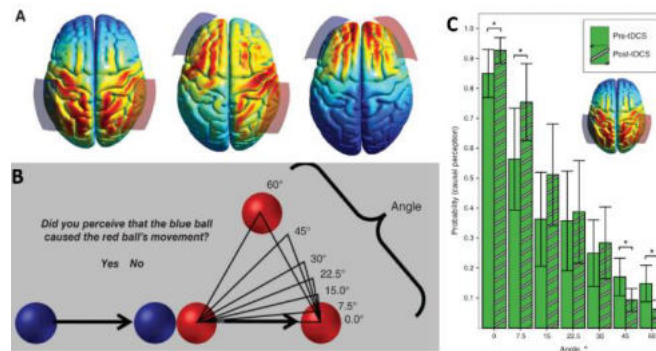 A
B
Did you perceive that the blue ball
caused the red ball's movement?
Yes No
60°
45°
30°
22.5°
15.0°
7.5°
0.0°
Angle
C
Pre-tDCS
Post-tDCS
Probability (causal perception)
1.0
0.9
0.8
0.7
0.6
0.5
0.4
0.3
0.2
0.1
* * * *
0 7.5 15 22.5 30 45 60
Angle °